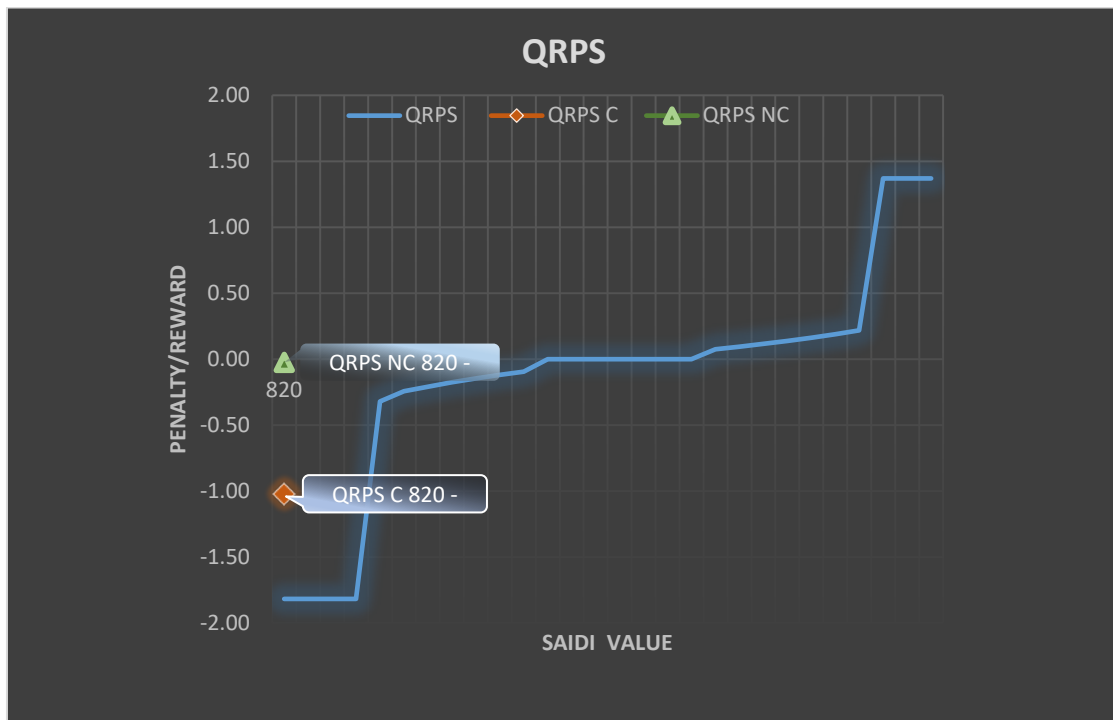 QRPS
2.00
QRPS QRPS C QRPS NC
1.50
1.00
0.50
0.00
QRPS NC 820 -
820
-0.50
-1.00
QRPS C 820 -
-1.50
-2.00
PENALTY/REWARD
SAIDI VALUE